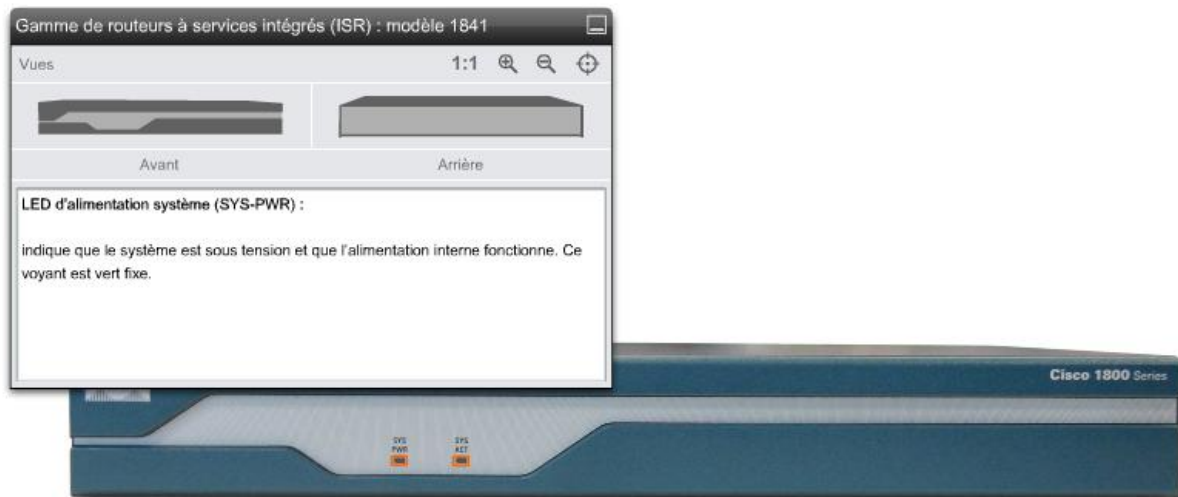 Gamme de routeurs à services intégrés (ISR) : modèle 1841
Vues 1:1
Avant Arrière
LED d'alimentation système (SYS-PWR) :
indique que le système est sous tension et que l'alimentation interne fonctionne. Ce
voyant est vert fixe.
Cisco 1800 Series
SYS SYS
PWR ACT